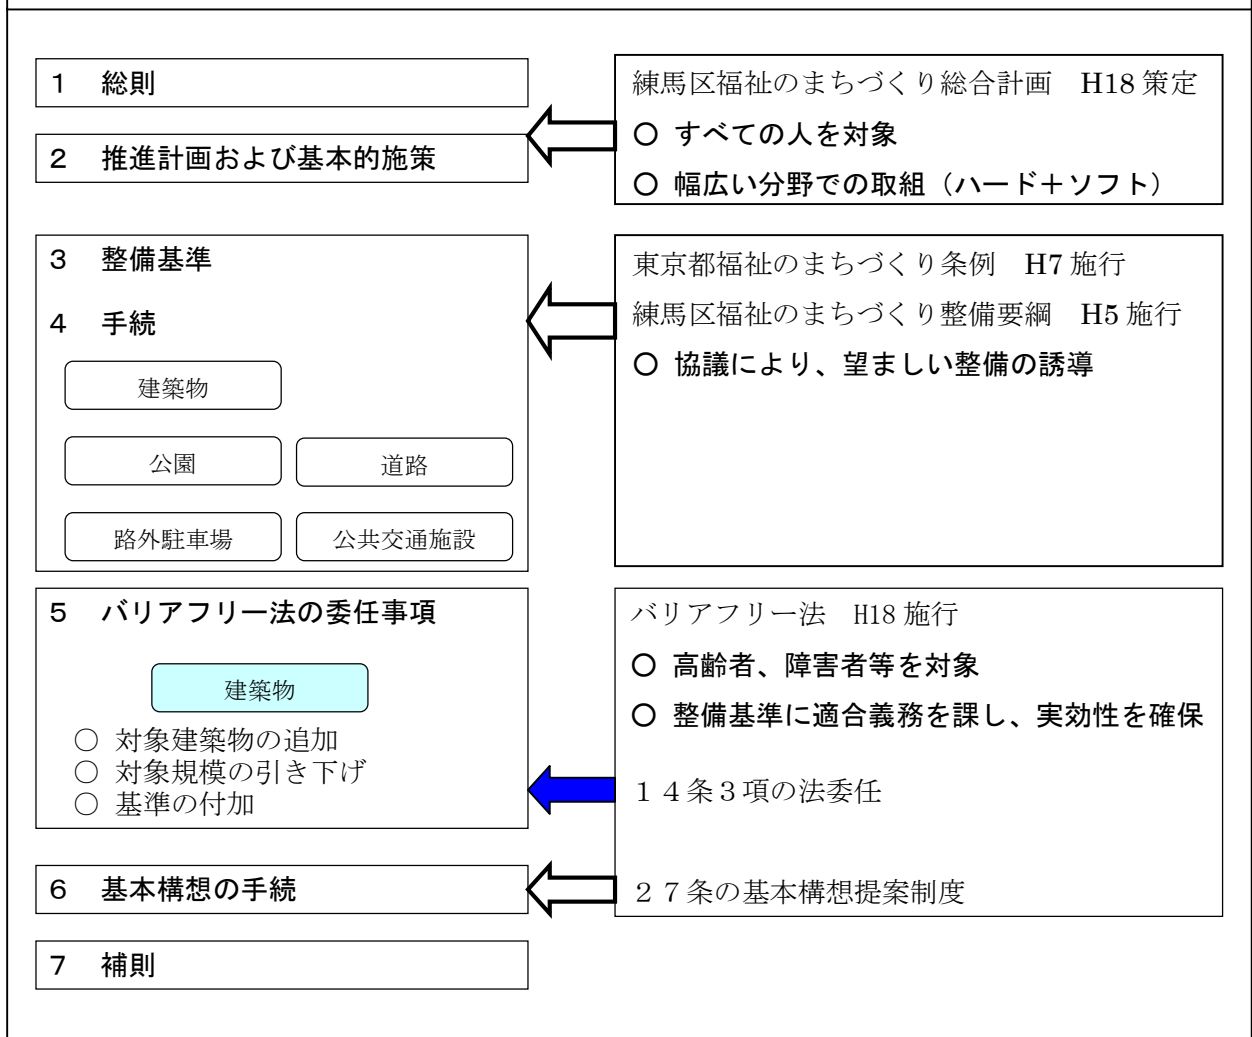 １　総則
２　推進計画および基本的施策
練馬区福祉のまちづくり総合計画　H18 策定
○ すべての人を対象
○ 幅広い分野での取組（ハード＋ソフト）
３　整備基準
４　手続
建築物
公園
道路
路外駐車場
公共交通施設
東京都福祉のまちづくり条例　H7 施行
練馬区福祉のまちづくり整備要綱　H5 施行
○ 協議により、望ましい整備の誘導
５　バリアフリー法の委任事項
建築物
○ 対象建築物の追加
○ 対象規模の引き下げ
○ 基準の付加
バリアフリー法　H18 施行
○ 高齢者、障害者等を対象
○ 整備基準に適合義務を課し、実効性を確保
１４条３項の法委任
２７条の基本構想提案制度
６　基本構想の手続
７　補則